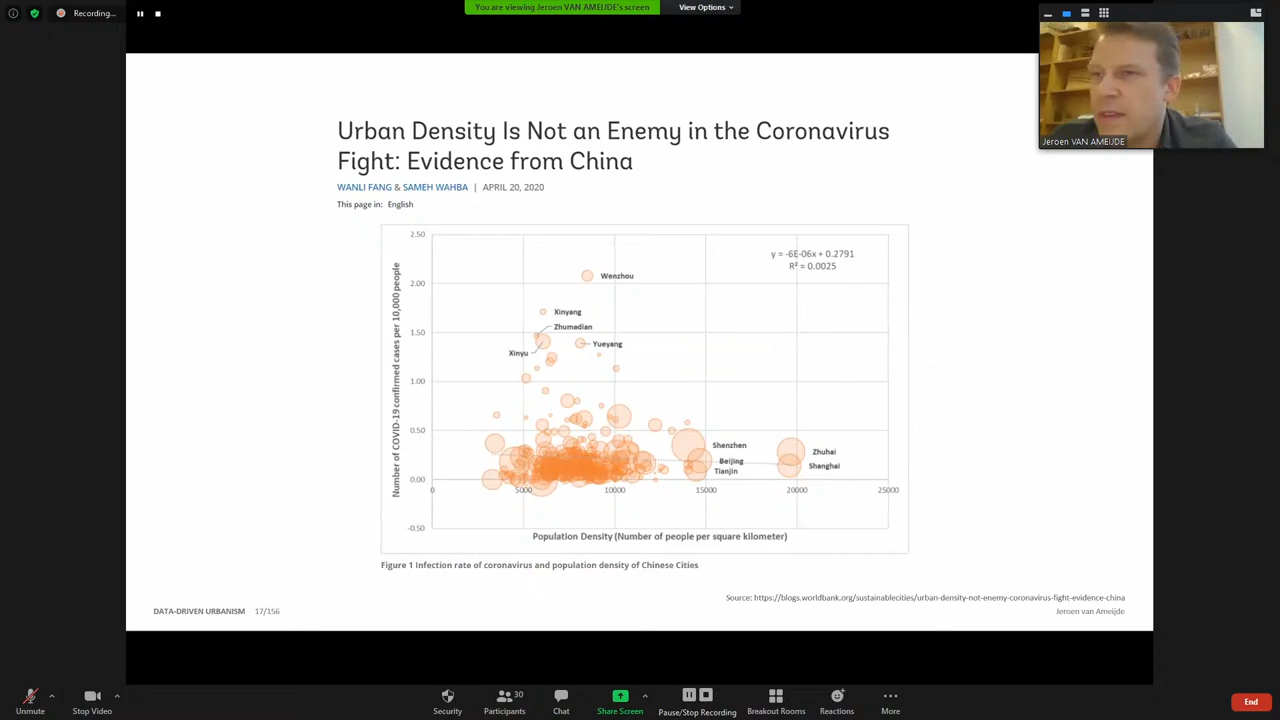 Recording...
You are viewing Jeroen VAN AMEIJDE's screen
View Options
Jeroen VAN AMEIJDE
Urban Density Is Not an Enemy in the Coronavirus
Fight: Evidence from China
WANLI FANG & SAMEH WAHBA | APRIL 20, 2020
This page in: English
Number of COVID-19 confirmed cases per 10,000 people
2.50
2.00
1.50
1.00
0.50
0.00
-0.50
y = -6E-06x + 0.2791
R² = 0.0025
Wenzhou
Xinyang
Zhumadian
Yueyang
Xinyu
Shenzhen
Beijing
Tianjin
Zhuhai
Shanghai
0 5000 10000 15000 20000 25000
Population Density (Number of people per square kilometer)
Figure 1 Infection rate of coronavirus and population density of Chinese Cities
Source: https://blogs.worldbank.org/sustainablecities/urban-density-not-enemy-coronavirus-fight-evidence-china
DATA-DRIVEN URBANISM 17/156
Jeroen van Ameijde
Unmute
Stop Video
Security
Participants 30
Chat
Share Screen
Pause/Stop Recording
Breakout Rooms
Reactions
More
End